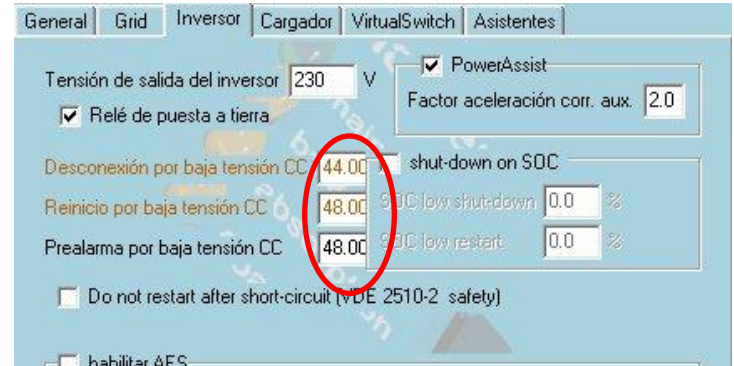 General Grid Inversor Cargador VirtualSwitch Asistentes
Tensión de salida del inversor 230 V
PowerAssist
Relé de puesta a tierra
Factor aceleración corr. aux. 2.0
Desconexión por baja tensión CC 44.00
shut-down on SOC
Reinicio por baja tensión CC 48.00
SOC low shut-down 0.0 %
Prealarma por baja tensión CC 48.00
SOC low restart 0.0 %
Do not restart after short-circuit (VDE 2510-2 safety)
habilitar AES